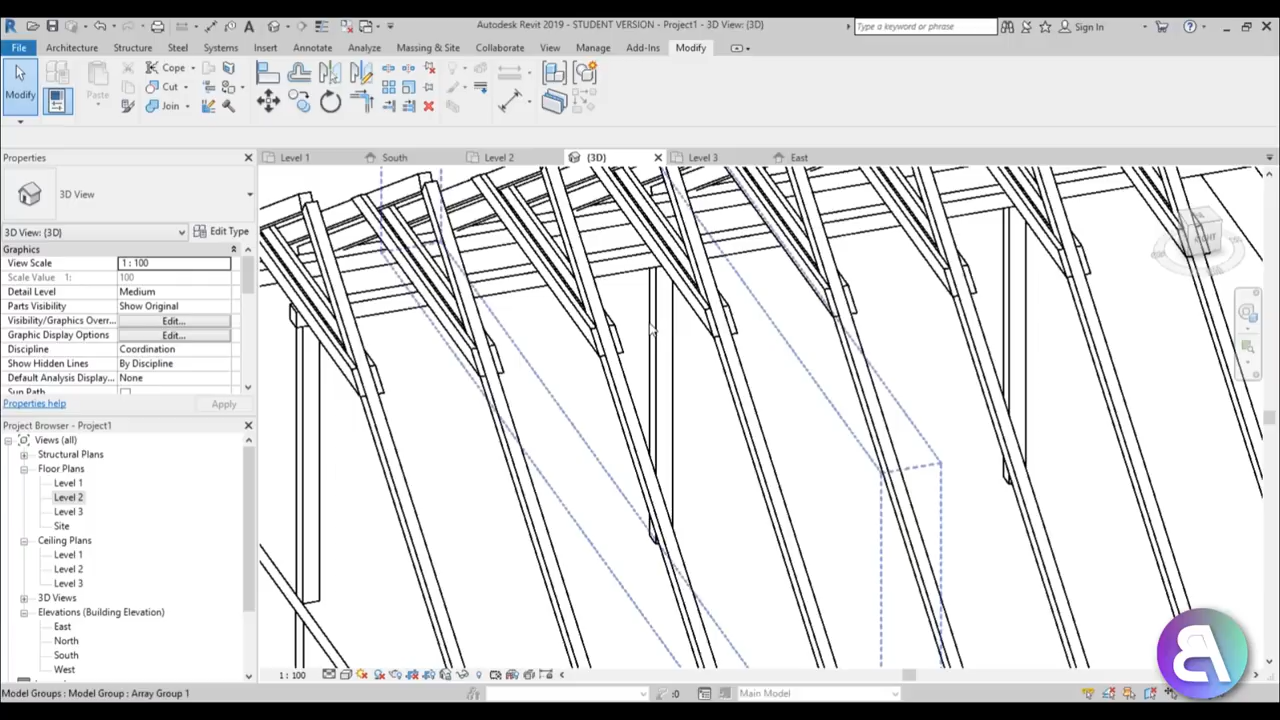 Autodesk Revit 2019 - STUDENT VERSION - Project1 - 3D View: {3D}
Type a keyword or phrase
Sign In
File Architecture Structure Steel Systems Insert Annotate Analyze Massing & Site Collaborate View Manage Add-Ins Modify
Modify
Paste
Cope
Cut
Join
Properties
Level 1
South
Level 2
{3D}
Level 3
East
3D View
3D View: {3D}
Edit Type
Graphics
View Scale 1 : 100
Scale Value 1: 100
Detail Level Medium
Parts Visibility Show Original
Visibility/Graphics Overr... Edit...
Graphic Display Options Edit...
Discipline Coordination
Show Hidden Lines By Discipline
Default Analysis Display... None
Sun Path
Properties help
Apply
Project Browser - Project1
Views (all)
Structural Plans
Floor Plans
Level 1
Level 2
Level 3
Site
Ceiling Plans
Level 1
Level 2
Level 3
3D Views
Elevations (Building Elevation)
East
North
South
West
RIGHT
1 : 100
Model Groups : Model Group : Array Group 1
:0
Main Model